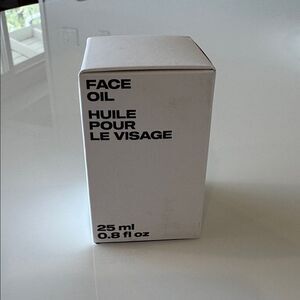 FACE
OIL
HUILE
POUR
LE VISAGE
25 ml
0.8 fl oz